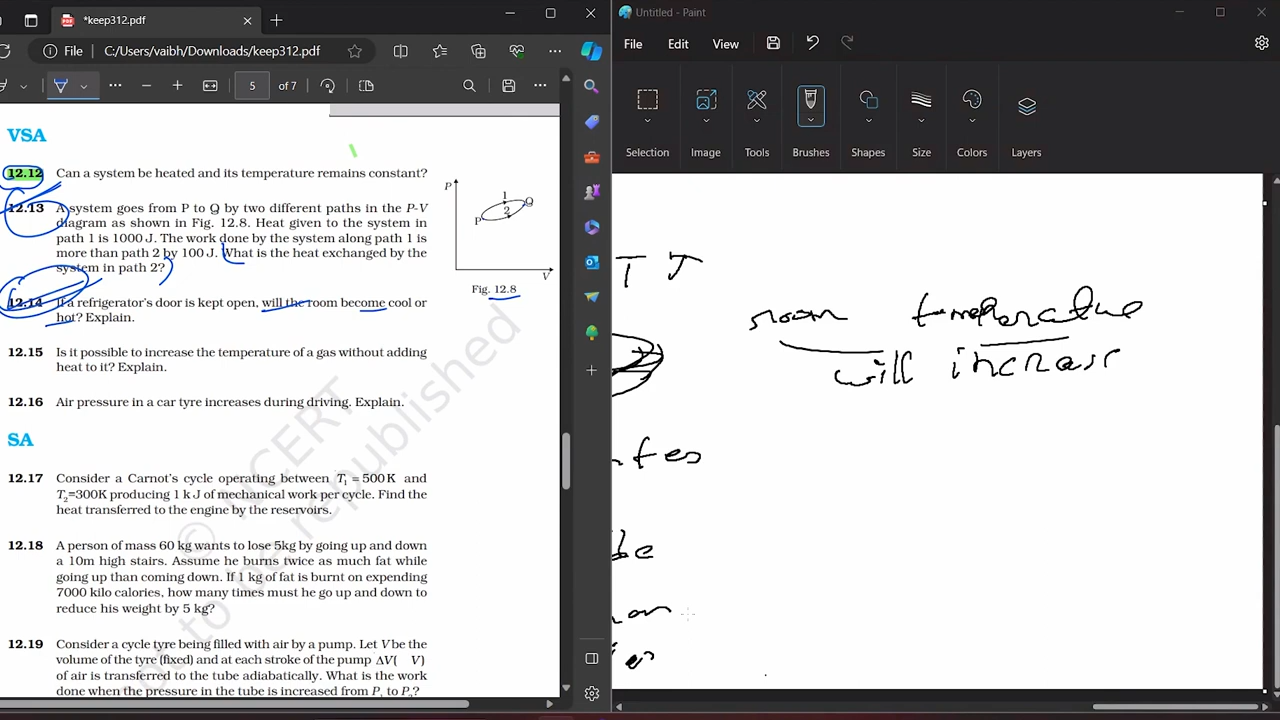 *keep312.pdf
File C:/Users/vaibh/Downloads/keep312.pdf
5 of 7
VSA
12.12 Can a system be heated and its temperature remains constant?
12.13 A system goes from P to Q by two different paths in the P-V
diagram as shown in Fig. 12.8. Heat given to the system in
path 1 is 1000 J. The work done by the system along path 1 is
more than path 2 by 100 J. What is the heat exchanged by the
system in path 2?
P
1
2
Q
P
V
Fig. 12.8
12.14 If a refrigerator's door is kept open, will the room become cool or
hot? Explain.
12.15 Is it possible to increase the temperature of a gas without adding
heat to it? Explain.
12.16 Air pressure in a car tyre increases during driving. Explain.
SA
12.17 Consider a Carnot's cycle operating between T1 = 500K and
T2=300K producing 1 k J of mechanical work per cycle. Find the
heat transferred to the engine by the reservoirs.
12.18 A person of mass 60 kg wants to lose 5kg by going up and down
a 10m high stairs. Assume he burns twice as much fat while
going up than coming down. If 1 kg of fat is burnt on expending
7000 kilo calories, how many times must he go up and down to
reduce his weight by 5 kg?
12.19 Consider a cycle tyre being filled with air by a pump. Let V be the
volume of the tyre (fixed) and at each stroke of the pump ΔV( V)
of air is transferred to the tube adiabatically. What is the work
done when the pressure in the tube is increased from P1 to P2?
© NCERT
not to be republished
Untitled - Paint
File Edit View
Selection Image Tools Brushes Shapes Size Colors Layers
room temperature
will increase